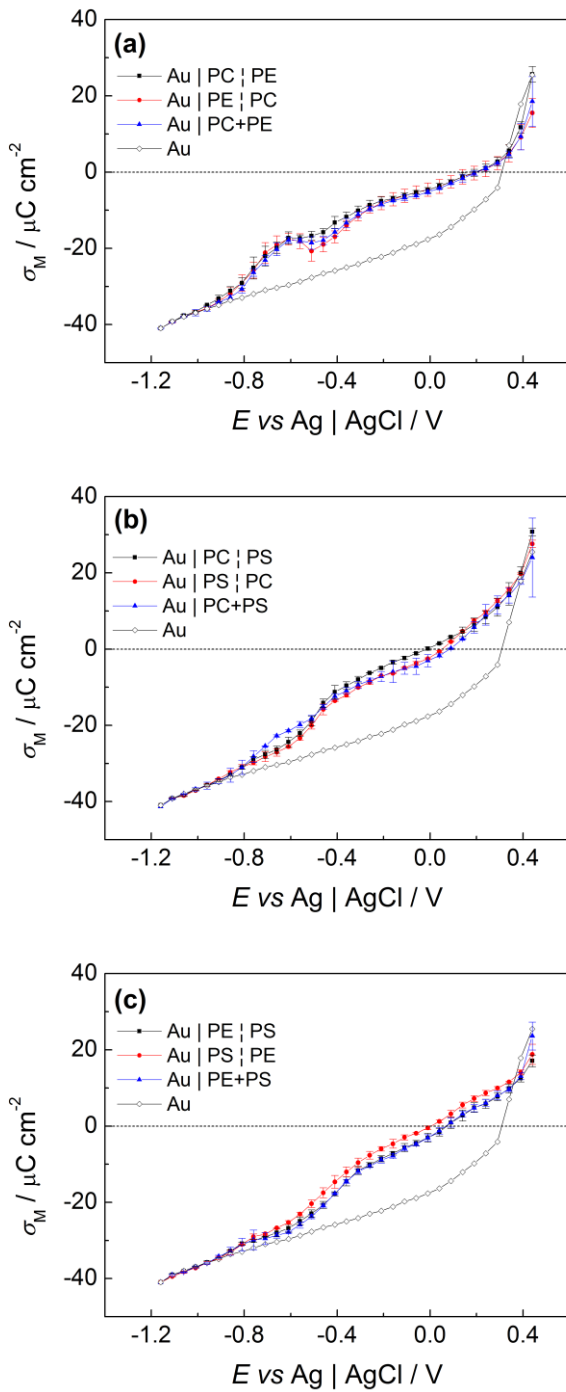 (a)
Au | PC ¦ PE
Au | PE ¦ PC
Au | PC+PE
Au
40
20
0
-20
-40
σM / μC cm-2
-1.2 -0.8 -0.4 0.0 0.4
E vs Ag | AgCl / V
(b)
Au | PC ¦ PS
Au | PS ¦ PC
Au | PC+PS
Au
40
20
0
-20
-40
σM / μC cm-2
-1.2 -0.8 -0.4 0.0 0.4
E vs Ag | AgCl / V
(c)
Au | PE ¦ PS
Au | PS ¦ PE
Au | PE+PS
Au
40
20
0
-20
-40
σM / μC cm-2
-1.2 -0.8 -0.4 0.0 0.4
E vs Ag | AgCl / V